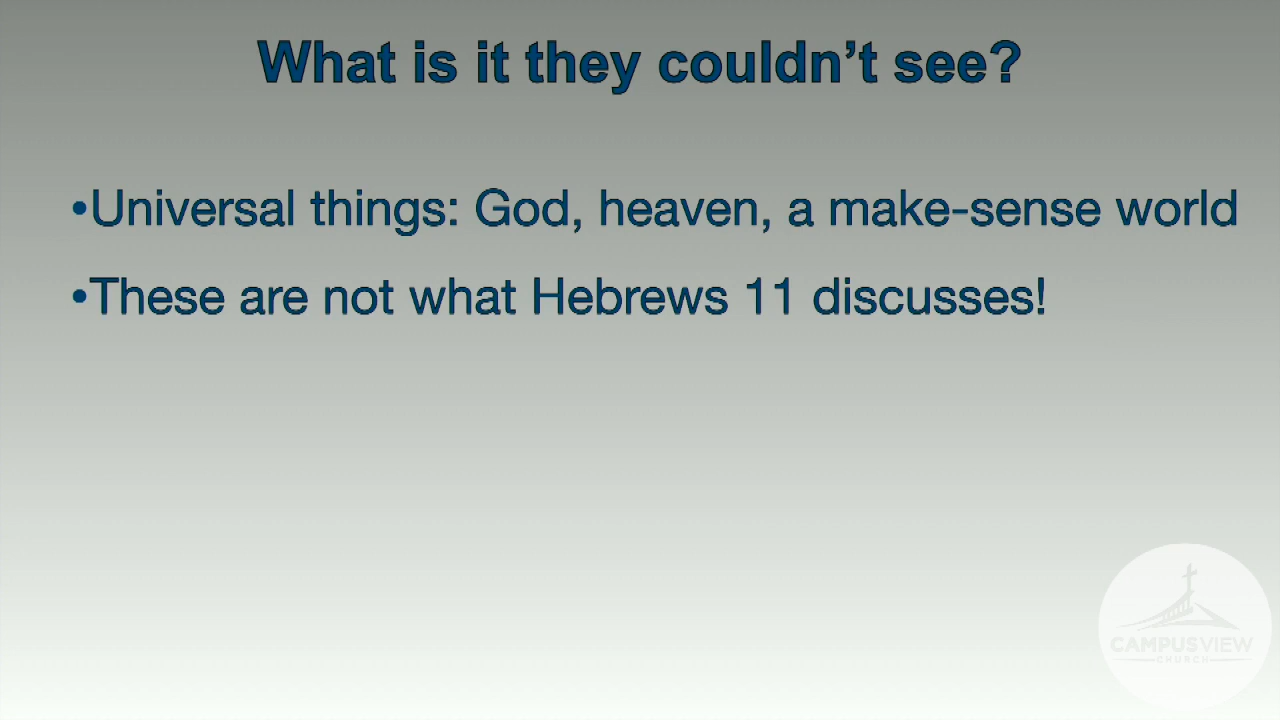 What is it they couldn’t see?
•Universal things: God, heaven, a make-sense world
•These are not what Hebrews 11 discusses!
CAMPUSVIEW
CHURCH